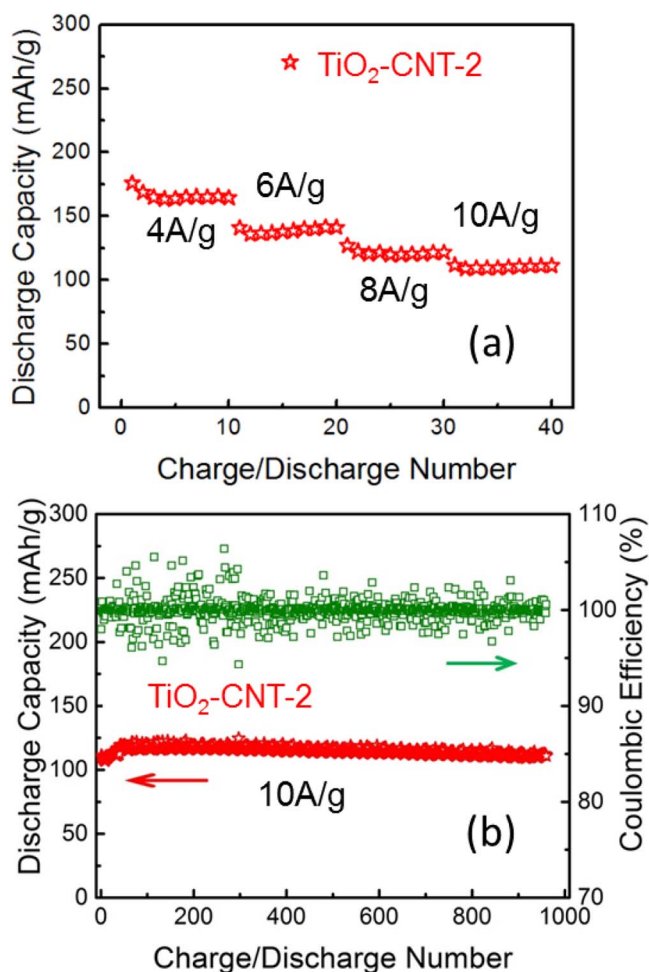 300
250
200
150
100
50
0
Discharge Capacity (mAh/g)
TiO₂-CNT-2
4A/g
6A/g
8A/g
10A/g
(a)
0 10 20 30 40
Charge/Discharge Number
300
250
200
150
100
50
0
Discharge Capacity (mAh/g)
110
100
90
80
70
Coulombic Efficiency (%)
TiO₂-CNT-2
10A/g
(b)
0 200 400 600 800 1000
Charge/Discharge Number